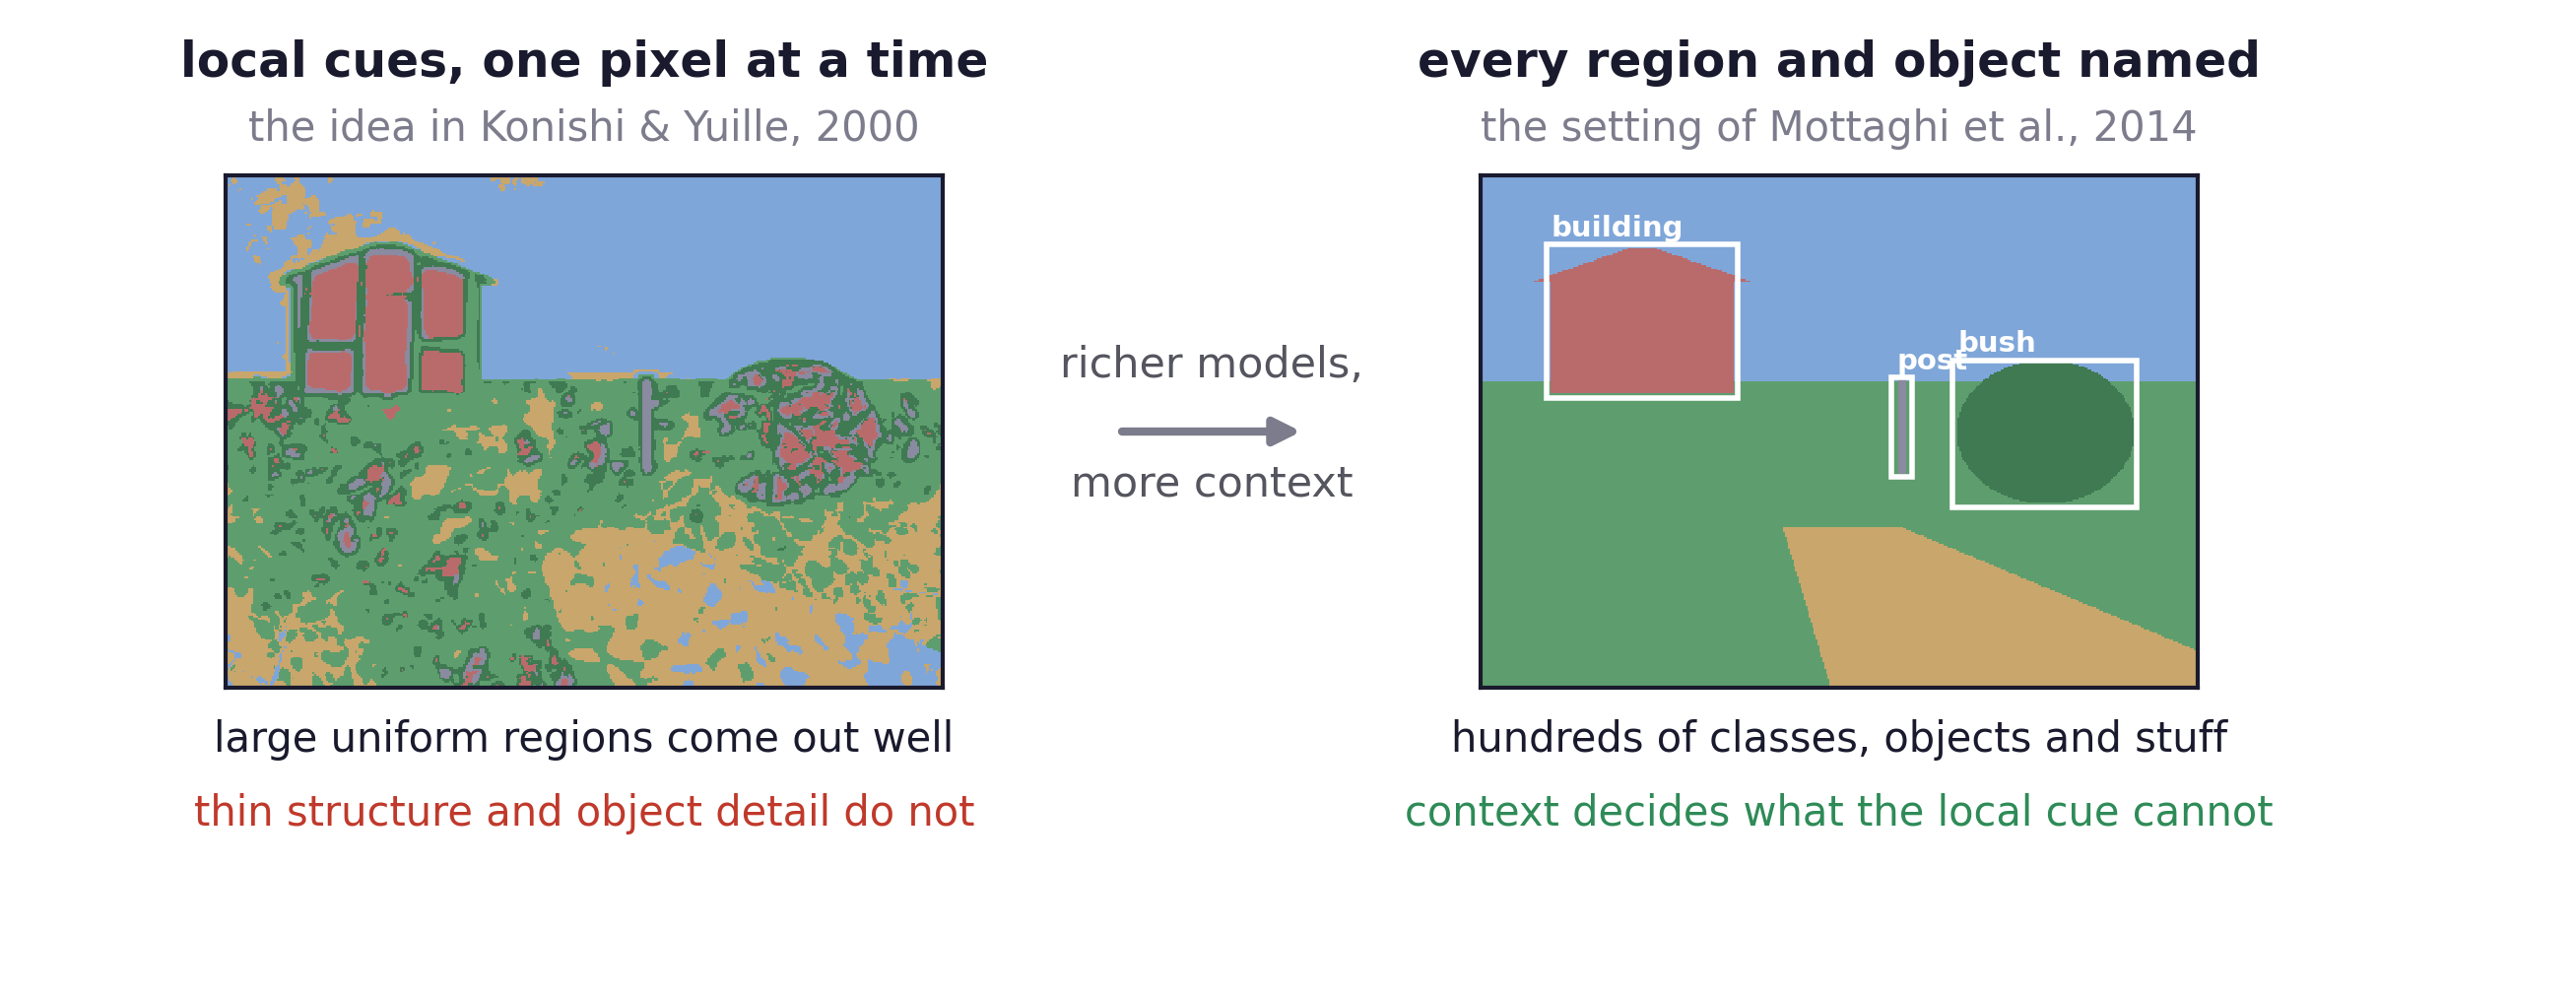 local cues, one pixel at a time
the idea in Konishi & Yuille, 2000
large uniform regions come out well
thin structure and object detail do not
richer models,
more context
every region and object named
the setting of Mottaghi et al., 2014
building
bush
post
hundreds of classes, objects and stuff
context decides what the local cue cannot